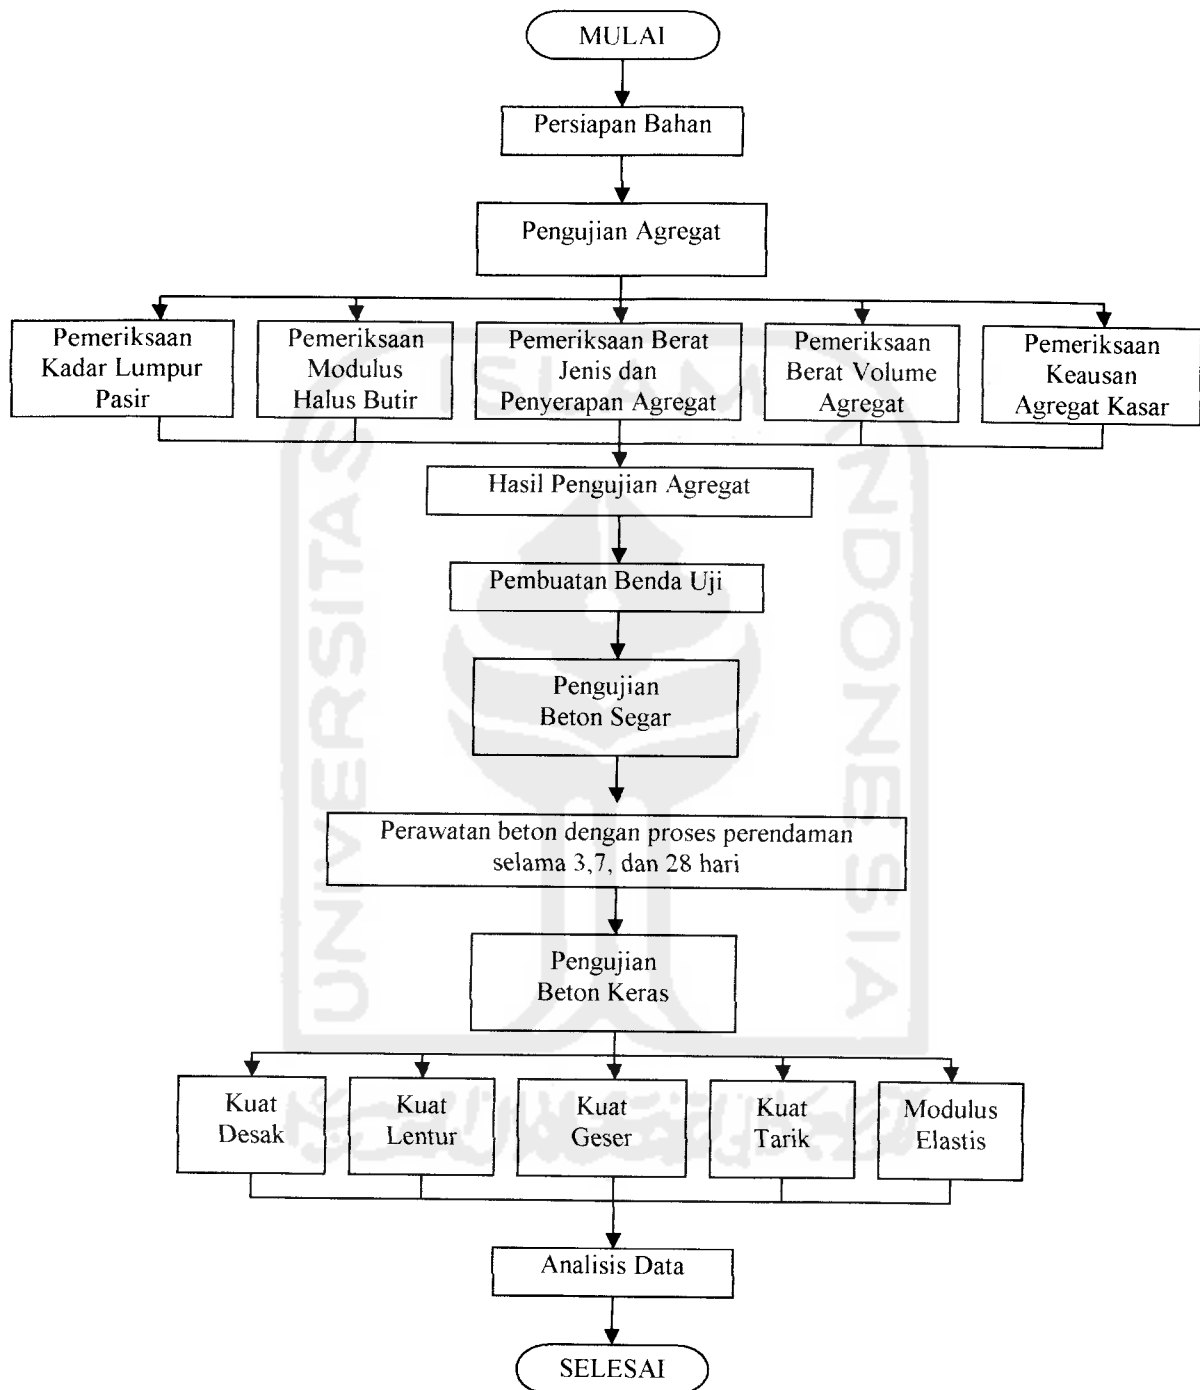 MULAI
Persiapan Bahan
Pengujian Agregat
Pemeriksaan
Kadar Lumpur
Pasir
Pemeriksaan
Modulus
Halus Butir
Pemeriksaan Berat
Jenis dan
Penyerapan Agregat
Pemeriksaan
Berat Volume
Agregat
Pemeriksaan
Keausan
Agregat Kasar
Hasil Pengujian Agregat
Pembuatan Benda Uji
Pengujian
Beton Segar
Perawatan beton dengan proses perendaman
selama 3,7, dan 28 hari
Pengujian
Beton Keras
Kuat
Desak
Kuat
Lentur
Kuat
Geser
Kuat
Tarik
Modulus
Elastis
Analisis Data
SELESAI
UNIVERSITAS
ISLAM
INDONESIA